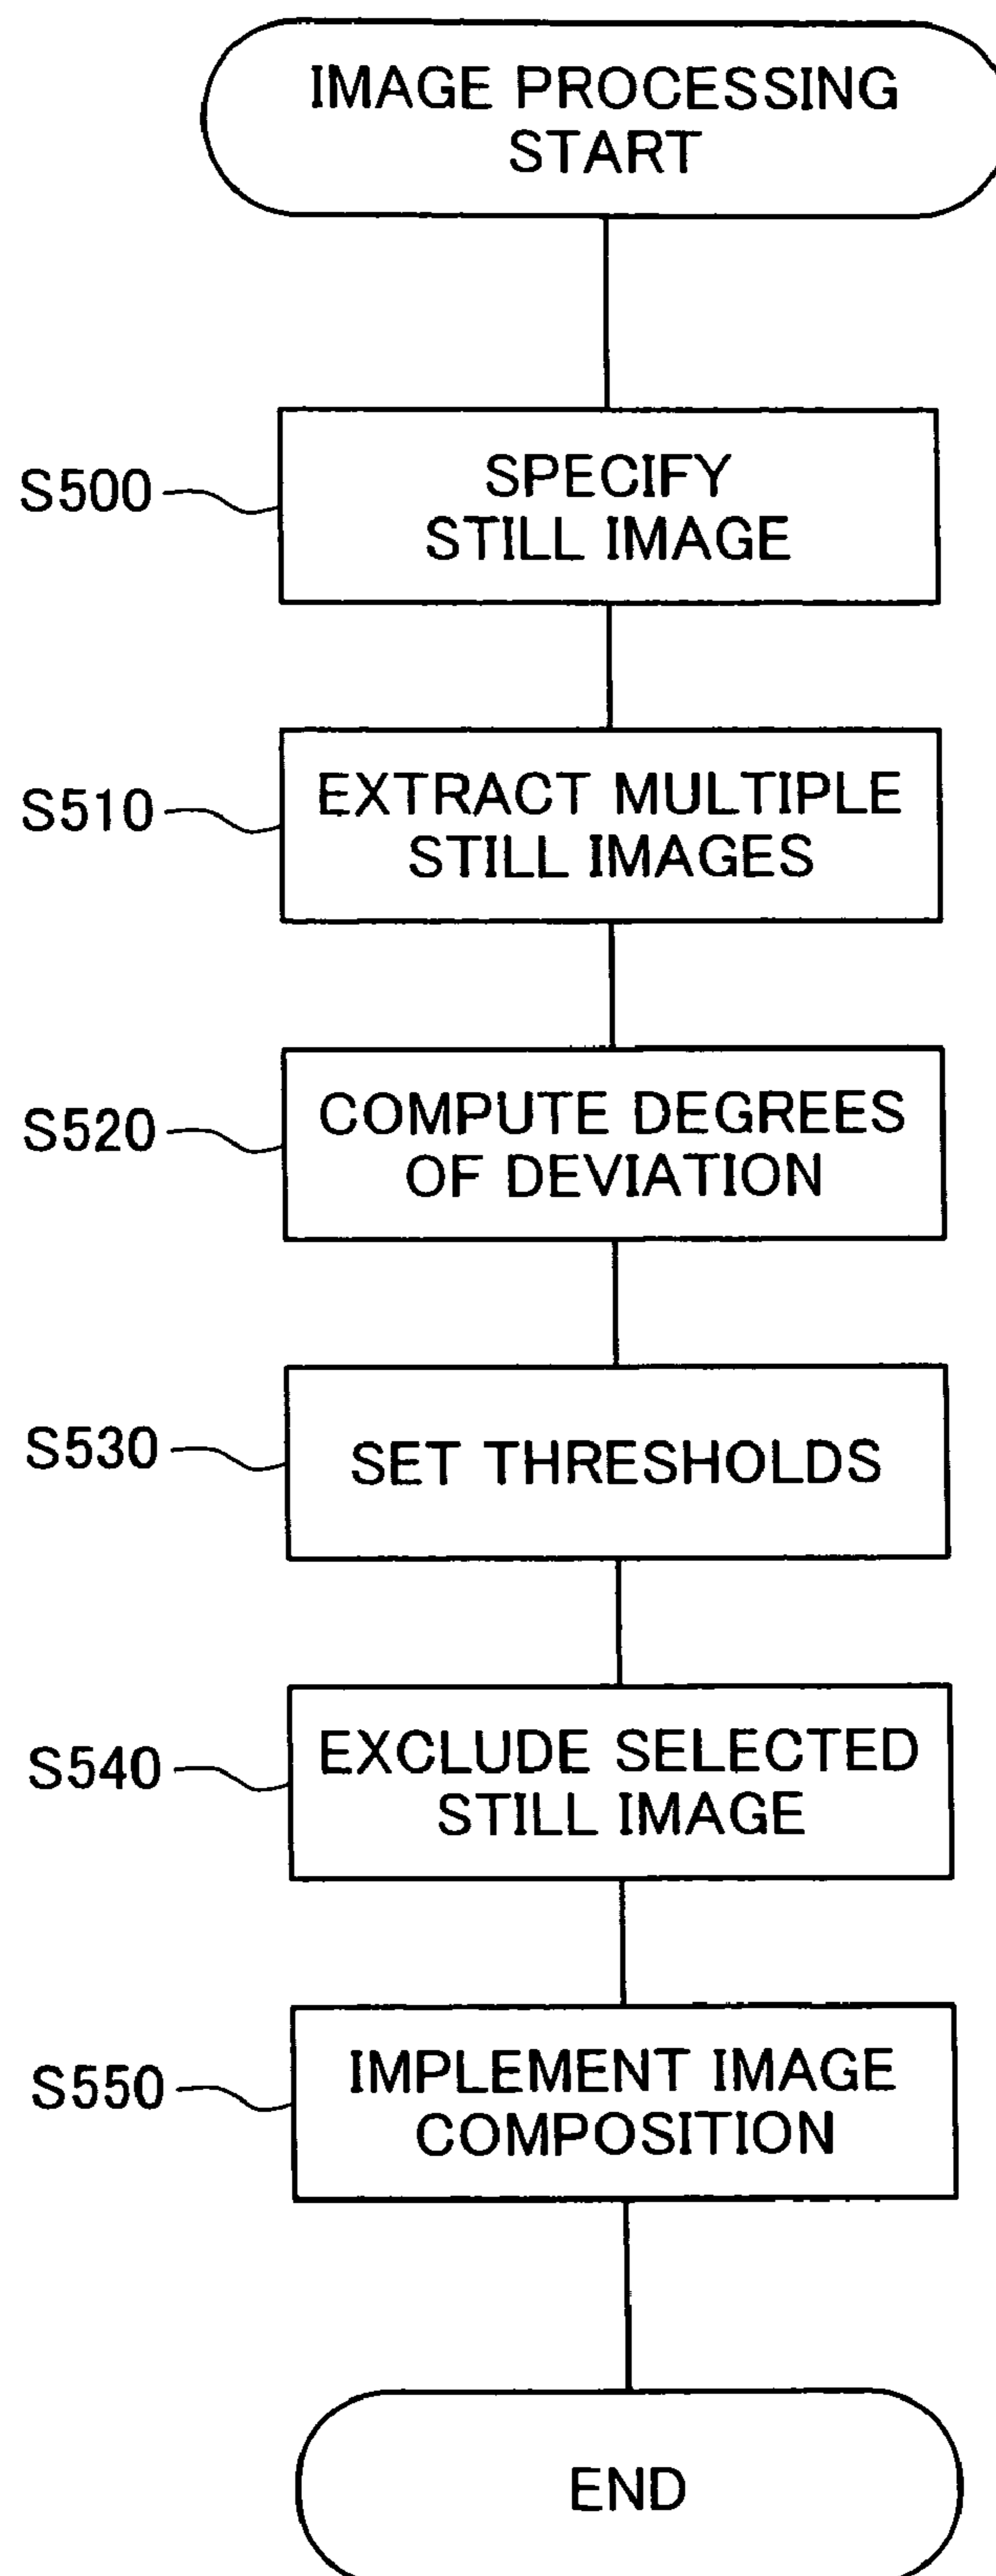 IMAGE PROCESSING
START
S500
SPECIFY
STILL IMAGE
S510
EXTRACT MULTIPLE
STILL IMAGES
S520
COMPUTE DEGREES
OF DEVIATION
S530
SET THRESHOLDS
S540
EXCLUDE SELECTED
STILL IMAGE
S550
IMPLEMENT IMAGE
COMPOSITION
END